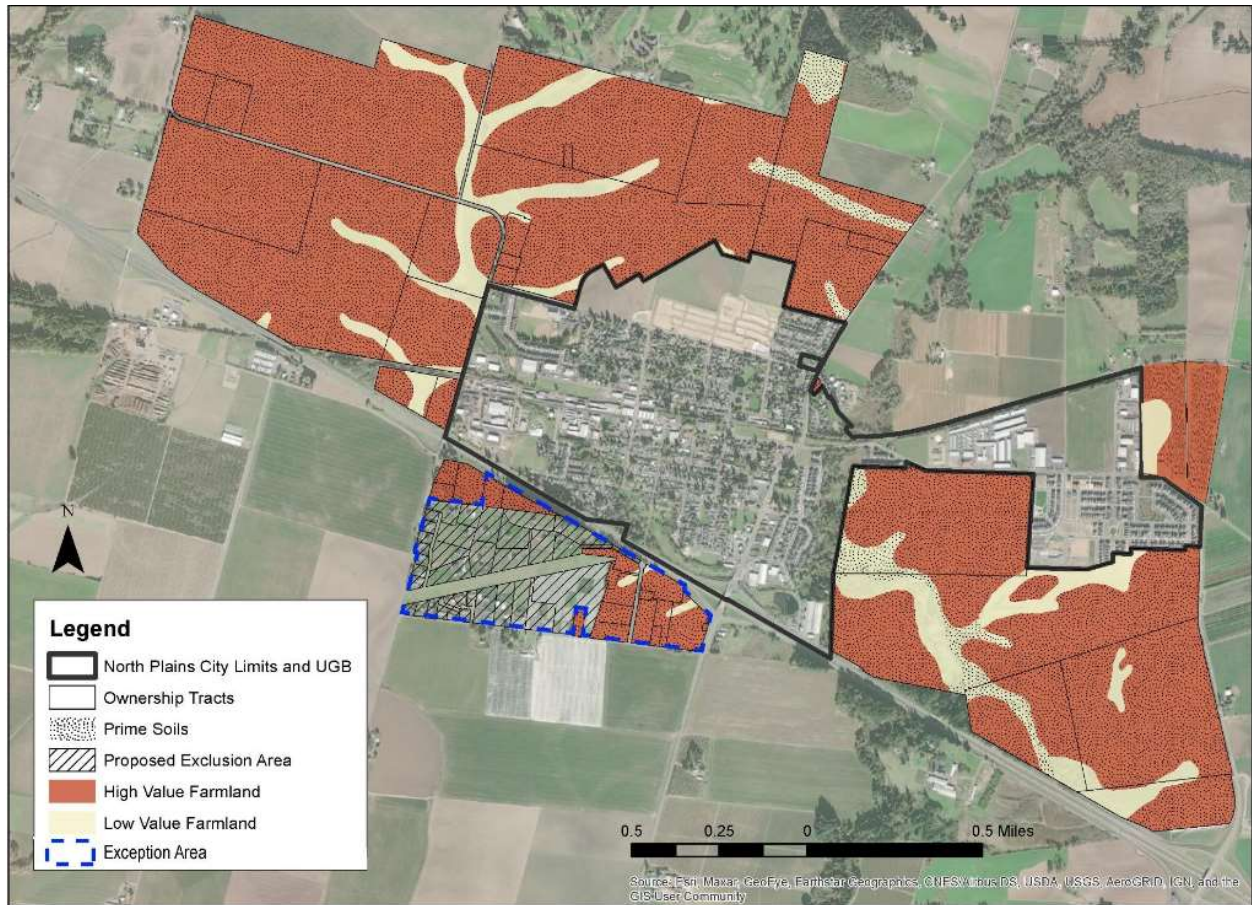 N
Legend
North Plains City Limits and UGB
Ownership Tracts
Prime Soils
Proposed Exclusion Area
High Value Farmland
Low Value Farmland
Exception Area
0.5 0.25 0 0.5 Miles
Source: Esri, Maxar, GeoEye, Earthstar Geographics, CNES/Airbus DS, USDA, USGS, AeroGRID, IGN, and the
GIS User Community